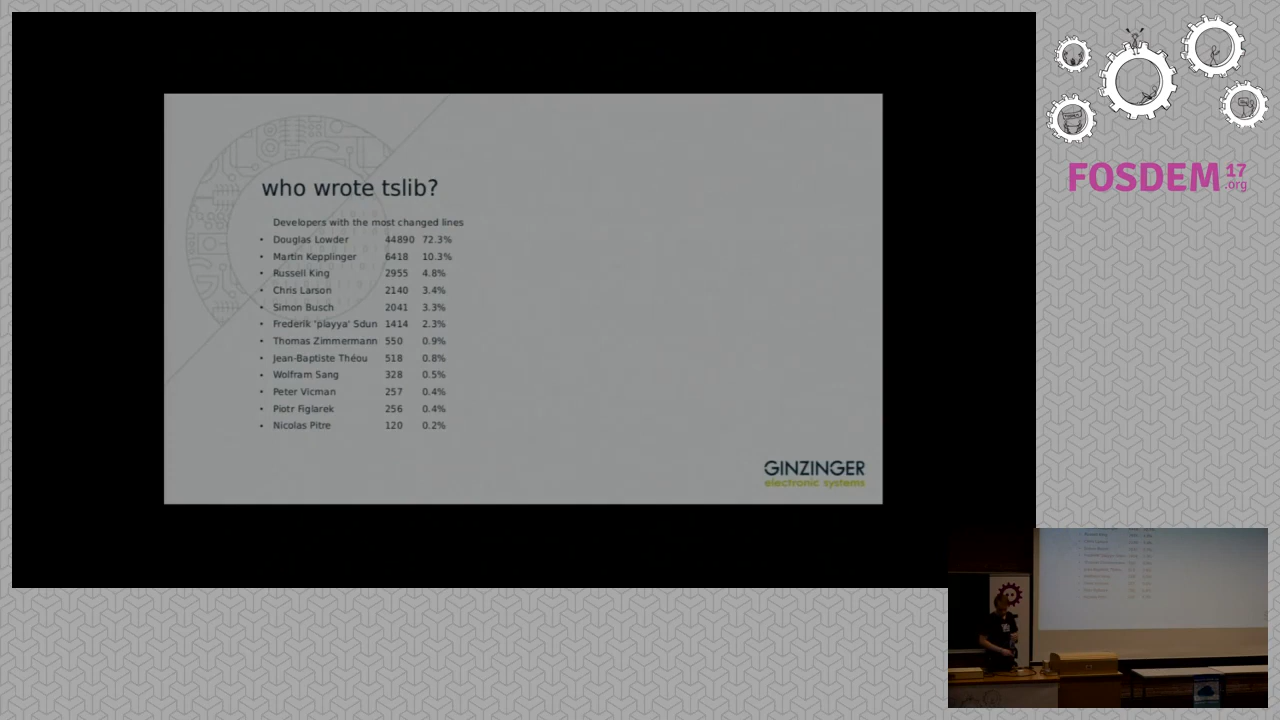 who wrote tslib?
Developers with the most changed lines
• Douglas Lowder 44890 72.3%
• Martin Kepplinger 6418 10.3%
• Russell King 2955 4.8%
• Chris Larson 2140 3.4%
• Simon Busch 2041 3.3%
• Frederik 'playya' Sdun 1414 2.3%
• Thomas Zimmermann 550 0.9%
• Jean-Baptiste Théou 518 0.8%
• Wolfram Sang 328 0.5%
• Peter Vicman 257 0.4%
• Piotr Figlarek 256 0.4%
• Nicolas Pitre 120 0.2%
GINZINGER
electronic systems
FOSDEM 17
.org